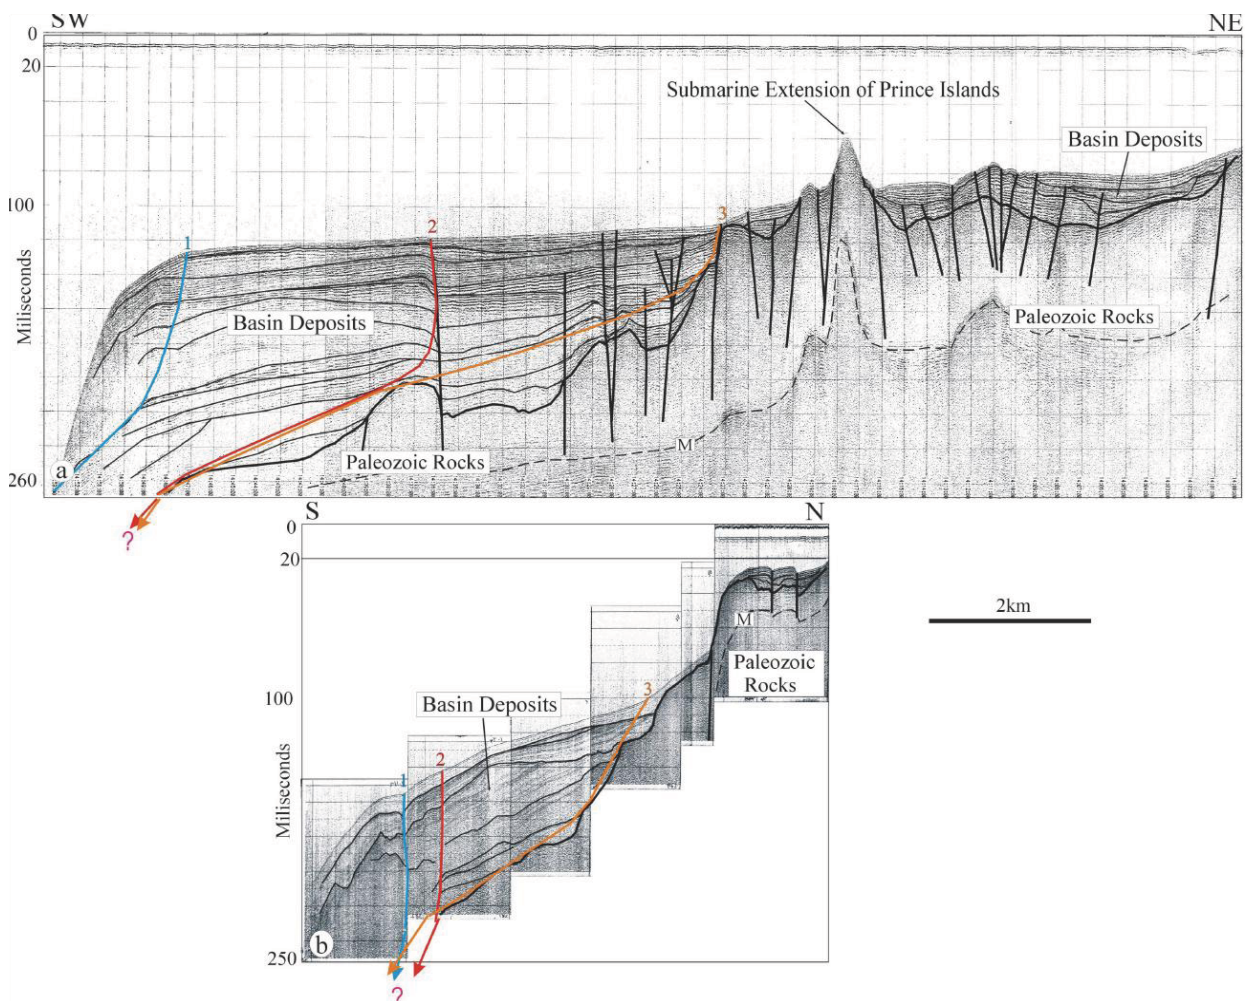 SW
NE
0
20
Submarine Extension of Prince Islands
Basin Deposits
100
1
2
3
Miliseconds
Basin Deposits
Paleozoic Rocks
M
Paleozoic Rocks
a
260
?
S
N
0
20
2km
M
Paleozoic
Rocks
3
100
Basin Deposits
2
1
Miliseconds
b
250
?